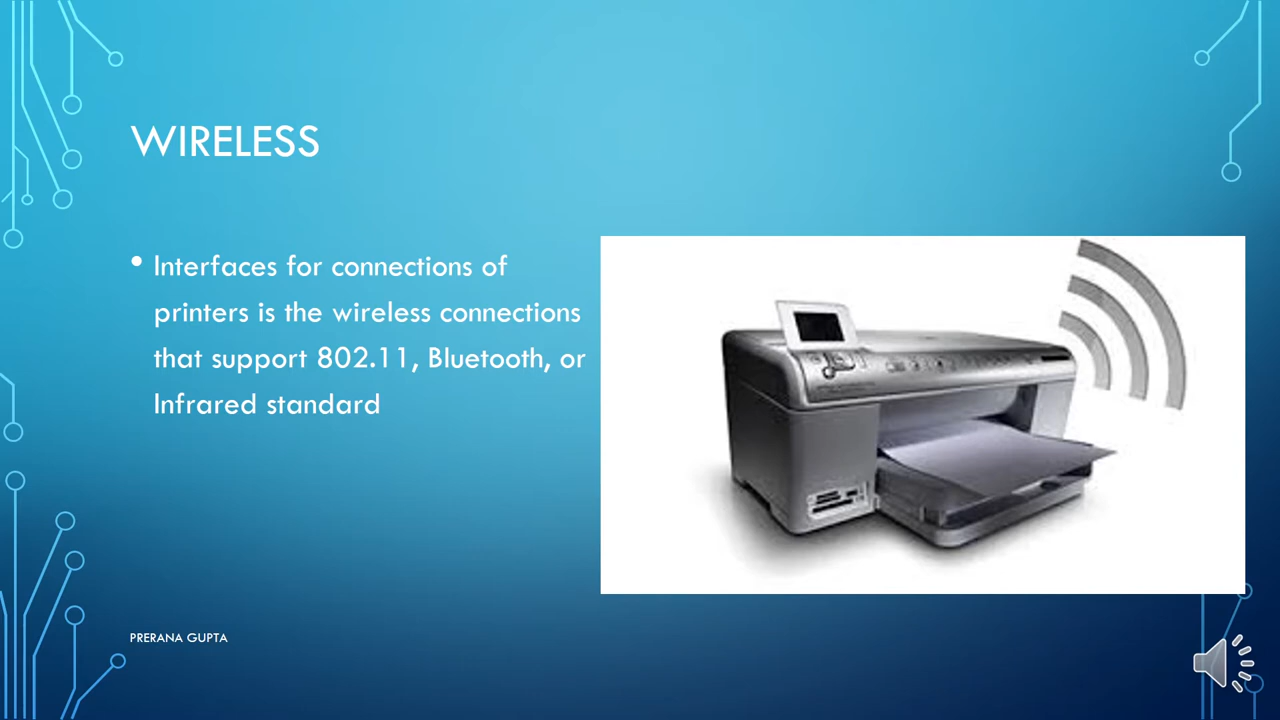 WIRELESS
• Interfaces for connections of
printers is the wireless connections
that support 802.11, Bluetooth, or
Infrared standard
PRERANA GUPTA